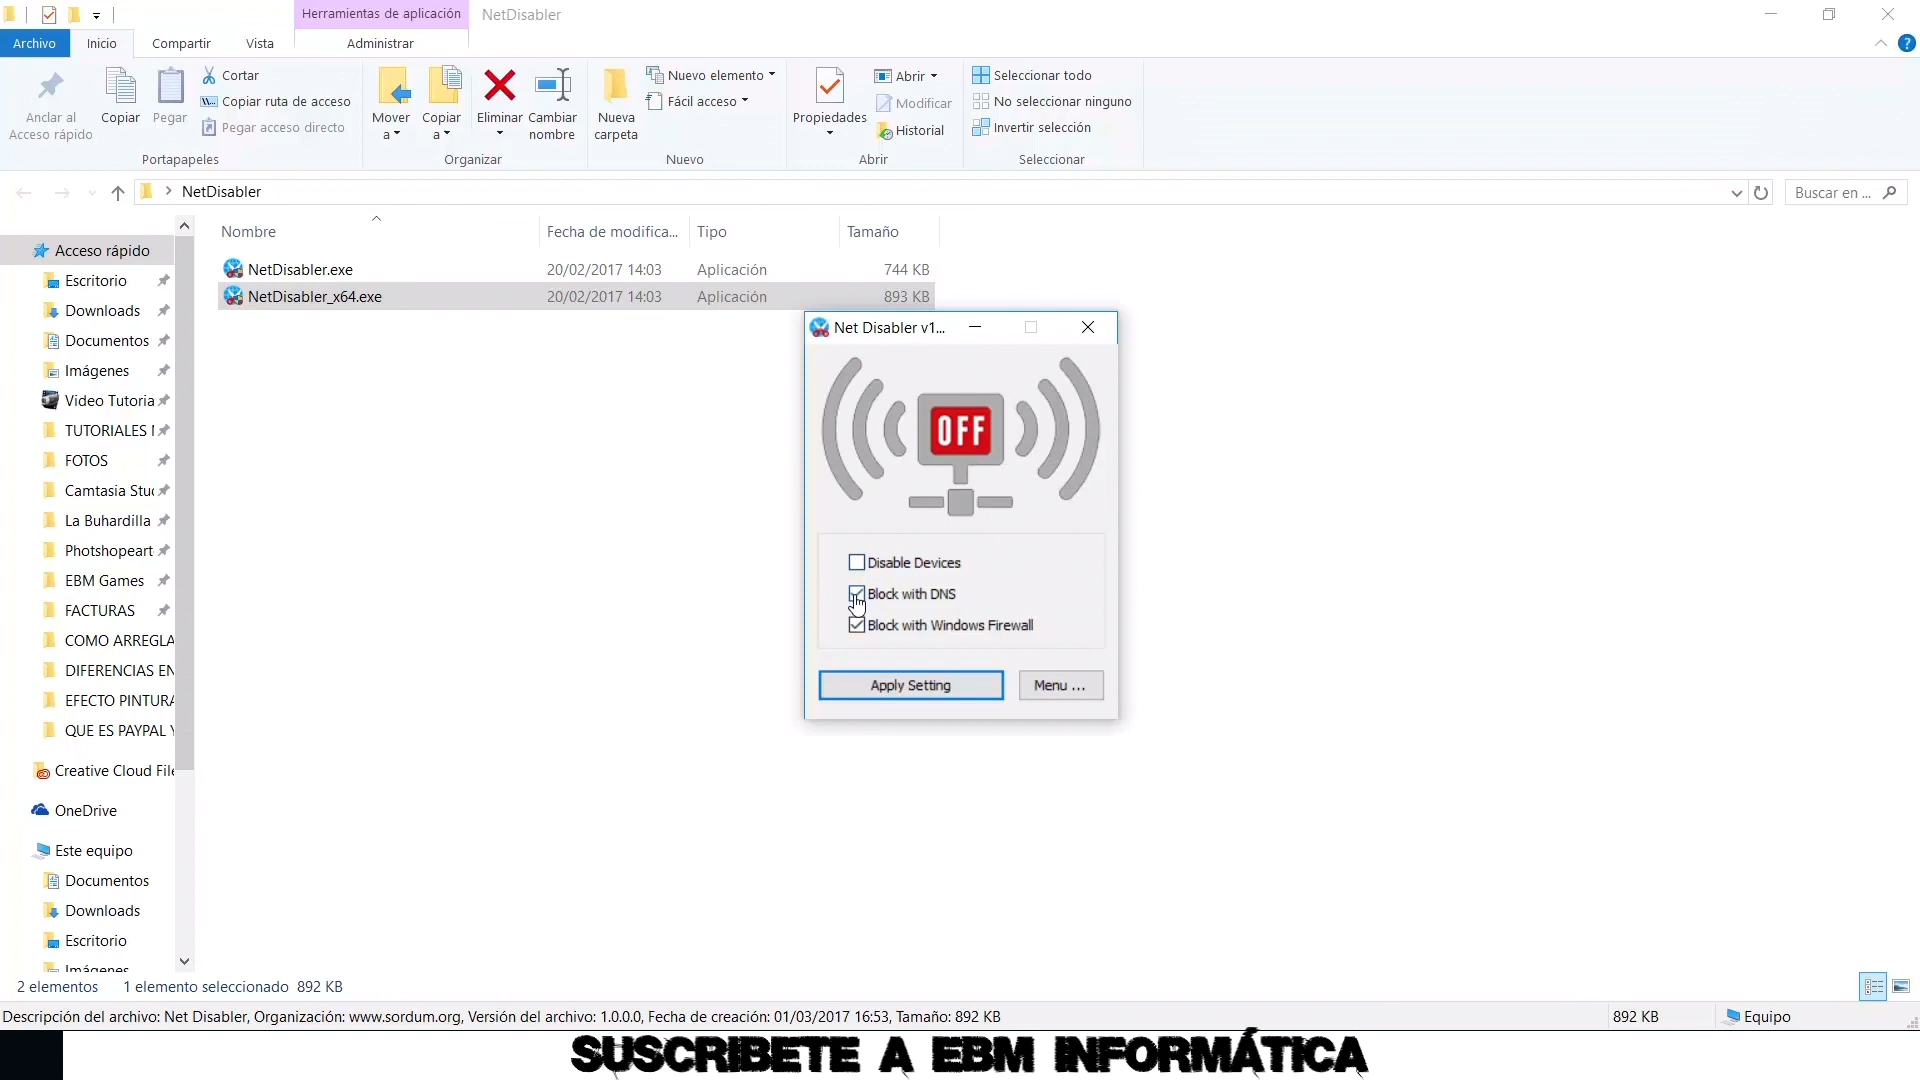 Herramientas de aplicación
NetDisabler
Archivo
Inicio
Compartir
Vista
Administrar
Anclar al
Acceso rápido
Copiar
Pegar
Cortar
Copiar ruta de acceso
Pegar acceso directo
Portapapeles
Mover
a
Copiar
a
Eliminar
Cambiar
nombre
Organizar
Nueva
carpeta
Nuevo elemento
Fácil acceso
Nuevo
Propiedades
Abrir
Modificar
Historial
Abrir
Seleccionar todo
No seleccionar ninguno
Invertir selección
Seleccionar
NetDisabler
Buscar en ...
Acceso rápido
Escritorio
Downloads
Documentos
Imágenes
Video Tutoria
TUTORIALES
FOTOS
Camtasia Stu
La Buhardilla
Photshopeart
EBM Games
FACTURAS
COMO ARREGLA
DIFERENCIAS EN
EFECTO PINTURA
QUE ES PAYPAL Y
Creative Cloud File
OneDrive
Este equipo
Documentos
Downloads
Escritorio
Imágenes
Nombre Fecha de modifica... Tipo Tamaño
NetDisabler.exe 20/02/2017 14:03 Aplicación 744 KB
NetDisabler_x64.exe 20/02/2017 14:03 Aplicación 893 KB
Net Disabler v1...
OFF
Disable Devices
Block with DNS
Block with Windows Firewall
Apply Setting
Menu ...
2 elementos 1 elemento seleccionado 892 KB
Descripción del archivo: Net Disabler, Organización: www.sordum.org, Versión del archivo: 1.0.0.0, Fecha de creación: 01/03/2017 16:53, Tamaño: 892 KB 892 KB Equipo
SUSCRIBETE A EBM INFORMÁTICA